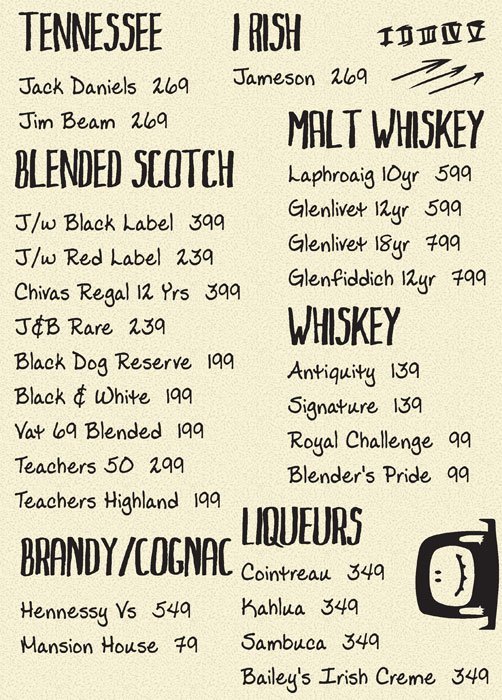 TENNESSEE
Jack Daniels 269
Jim Beam 269
BLENDED SCOTCH
J/w Black Label 399
J/w Red Label 239
Chivas Regal 12 Yrs 399
J&B Rare 239
Black Dog Reserve 199
Black & White 199
Vat 69 Blended 199
Teachers 50 299
Teachers Highland 199
BRANDY/COGNAC
Hennessy Vs 549
Mansion House 79
IRISH
Jameson 269
I II III IV V
MALT WHISKEY
Laphroaig 10yr 599
Glenlivet 12yr 599
Glenlivet 18yr 799
Glenfiddich 12yr 799
WHISKEY
Antiquity 139
Signature 139
Royal Challenge 99
Blender's Pride 99
LIQUEURS
Cointreau 349
Kahlua 349
Sambuca 349
Bailey's Irish Creme 349